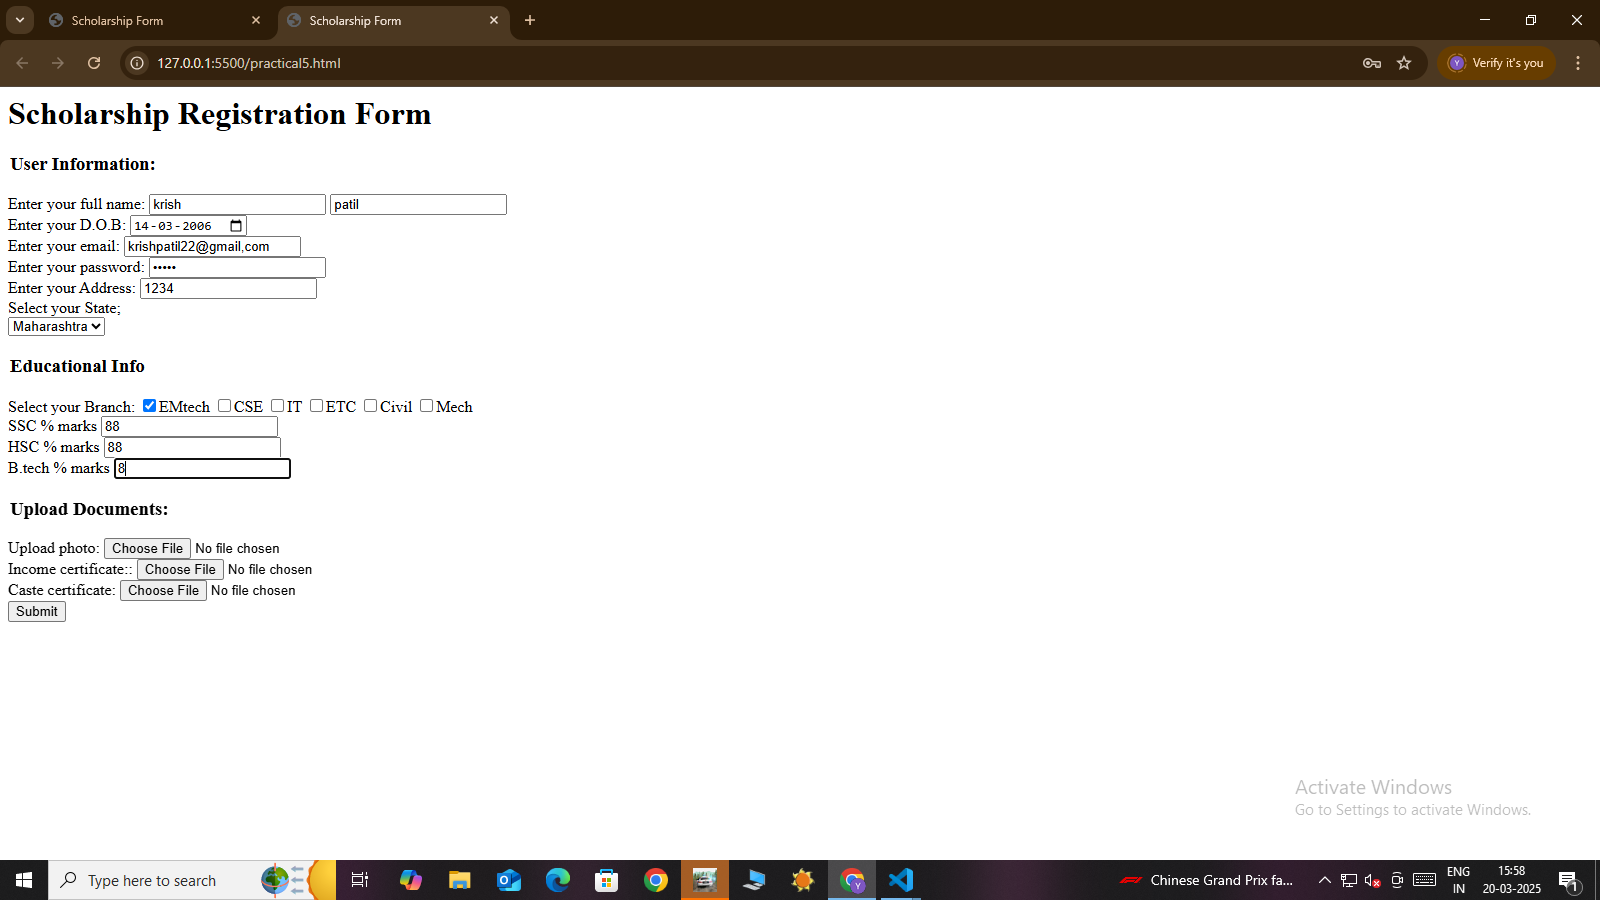 Scholarship Form
Scholarship Form
127.0.0.1:5500/practical5.html
Y Verify it's you
Scholarship Registration Form
User Information:
Enter your full name: krish patil
Enter your D.O.B: 14-03-2006
Enter your email: krishpatil22@gmail,com
Enter your password: •••••
Enter your Address: 1234
Select your State;
Maharashtra
Educational Info
Select your Branch: EMtech CSE IT ETC Civil Mech
SSC % marks 88
HSC % marks 88
B.tech % marks 8
Upload Documents:
Upload photo: Choose File No file chosen
Income certificate:: Choose File No file chosen
Caste certificate: Choose File No file chosen
Submit
Activate Windows
Go to Settings to activate Windows.
Type here to search
Chinese Grand Prix fa...
ENG
IN
15:58
20-03-2025
1